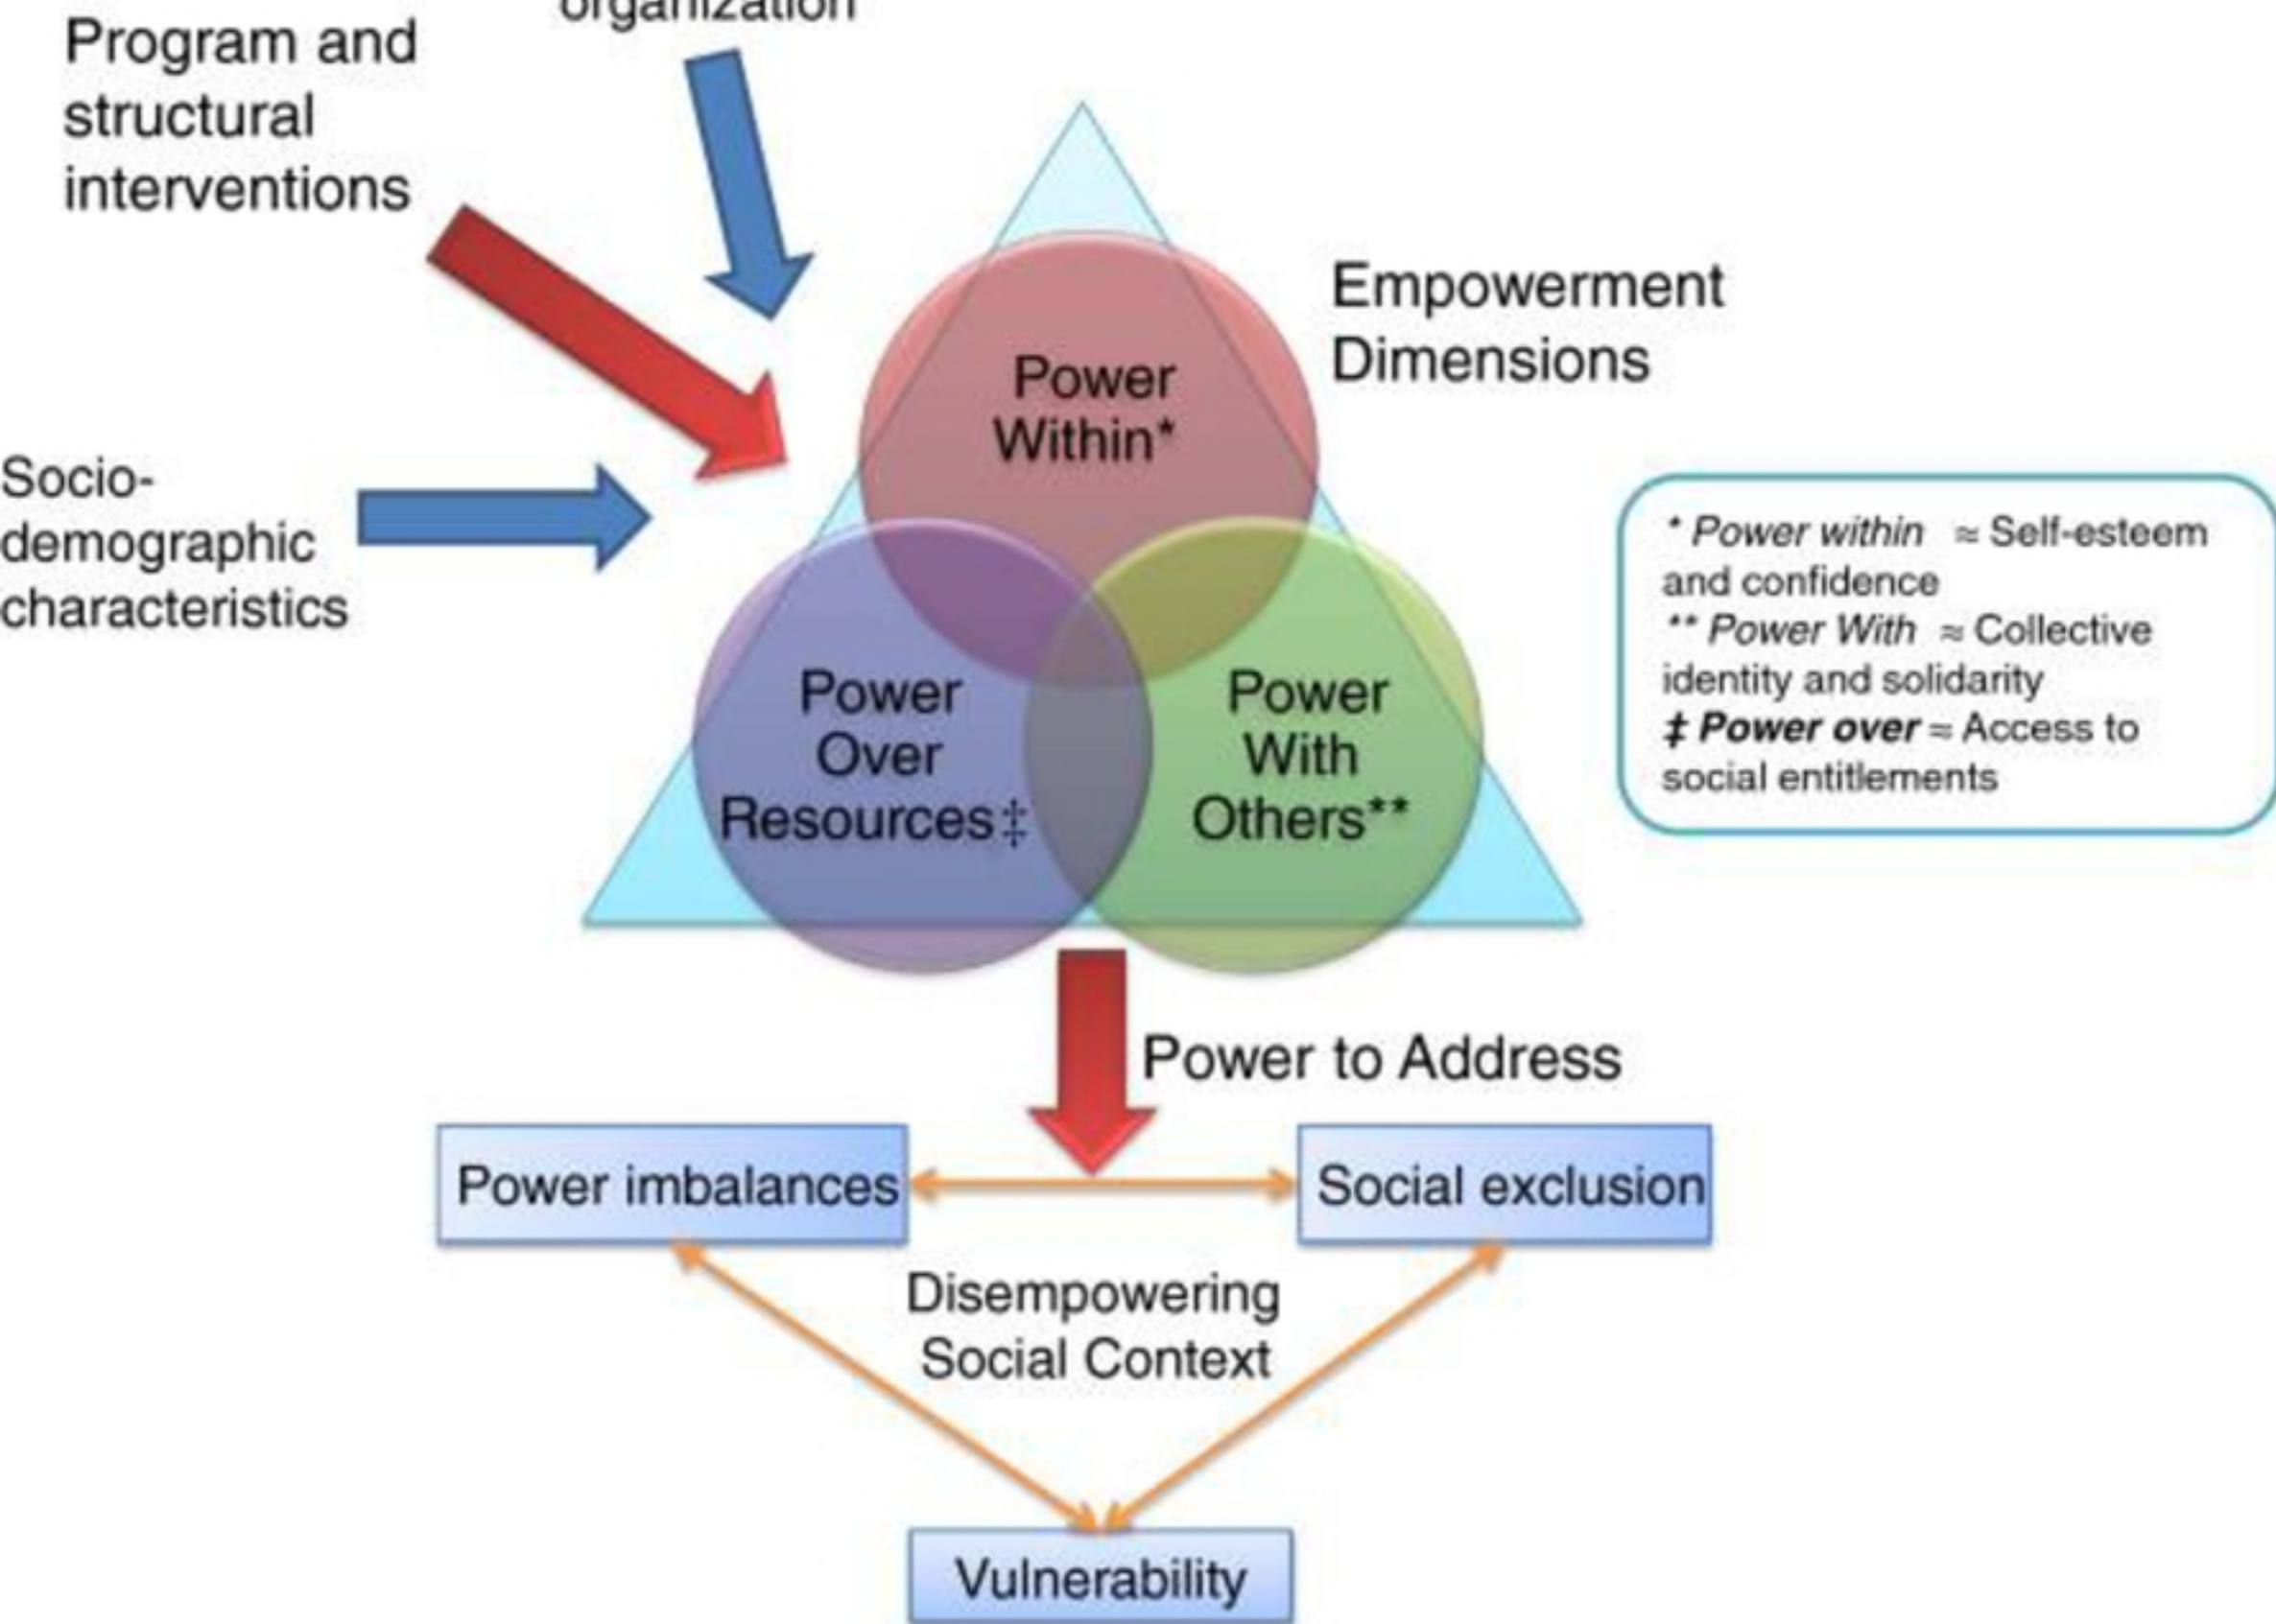 organization
Program and
structural
interventions
Empowerment
Dimensions
Power
Within*
Socio-
demographic
characteristics
* Power within ≈ Self-esteem
and confidence
** Power With ≈ Collective
identity and solidarity
‡ Power over ≈ Access to
social entitlements
Power
Over
Resources‡
Power
With
Others**
Power to Address
Power imbalances
Social exclusion
Disempowering
Social Context
Vulnerability